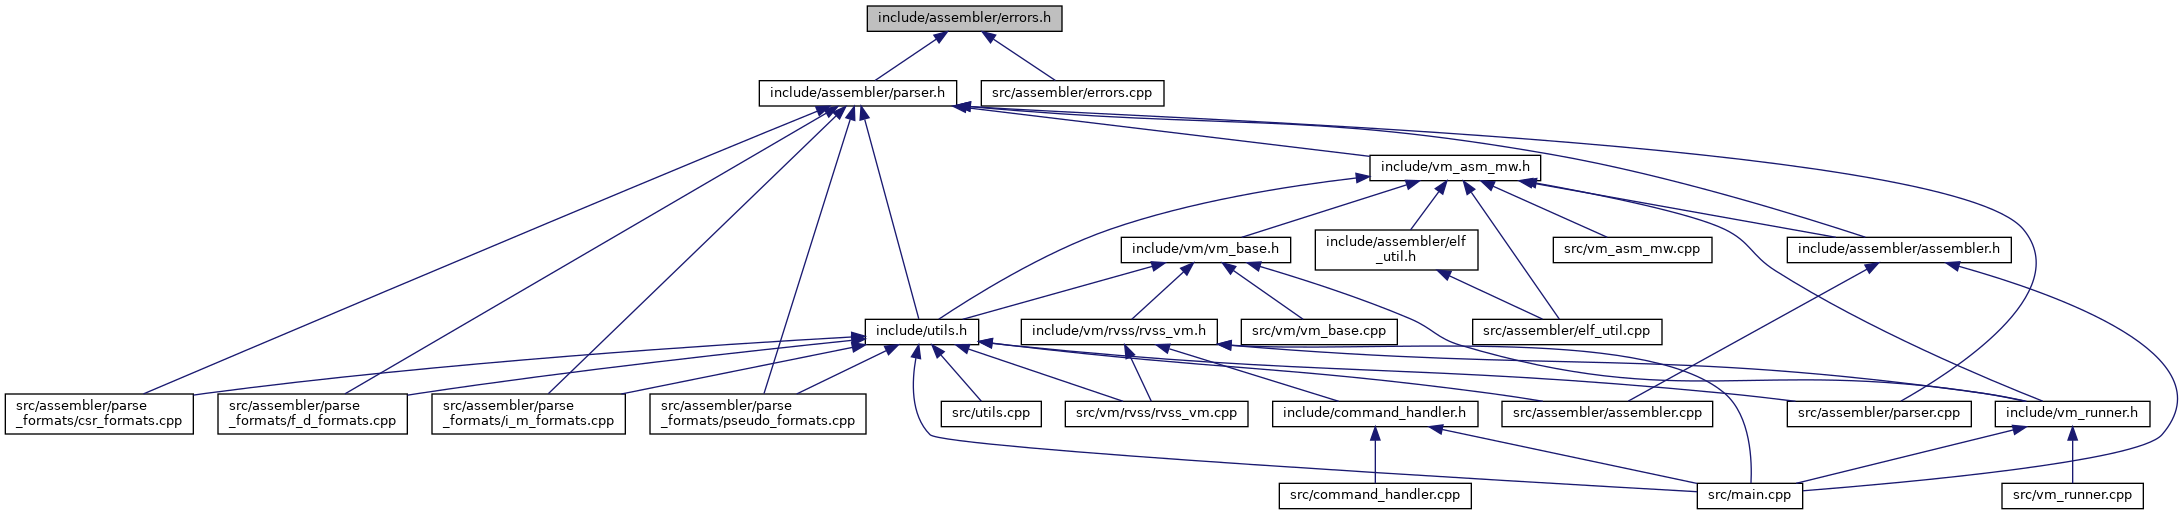 include/assembler/errors.h
include/assembler/parser.h
src/assembler/errors.cpp
include/vm_asm_mw.h
include/vm/vm_base.h
include/assembler/elf
_util.h
src/vm_asm_mw.cpp
include/assembler/assembler.h
include/utils.h
include/vm/rvss/rvss_vm.h
src/vm/vm_base.cpp
src/assembler/elf_util.cpp
src/assembler/parse
_formats/csr_formats.cpp
src/assembler/parse
_formats/f_d_formats.cpp
src/assembler/parse
_formats/i_m_formats.cpp
src/assembler/parse
_formats/pseudo_formats.cpp
src/utils.cpp
src/vm/rvss/rvss_vm.cpp
include/command_handler.h
src/assembler/assembler.cpp
src/assembler/parser.cpp
include/vm_runner.h
src/command_handler.cpp
src/main.cpp
src/vm_runner.cpp